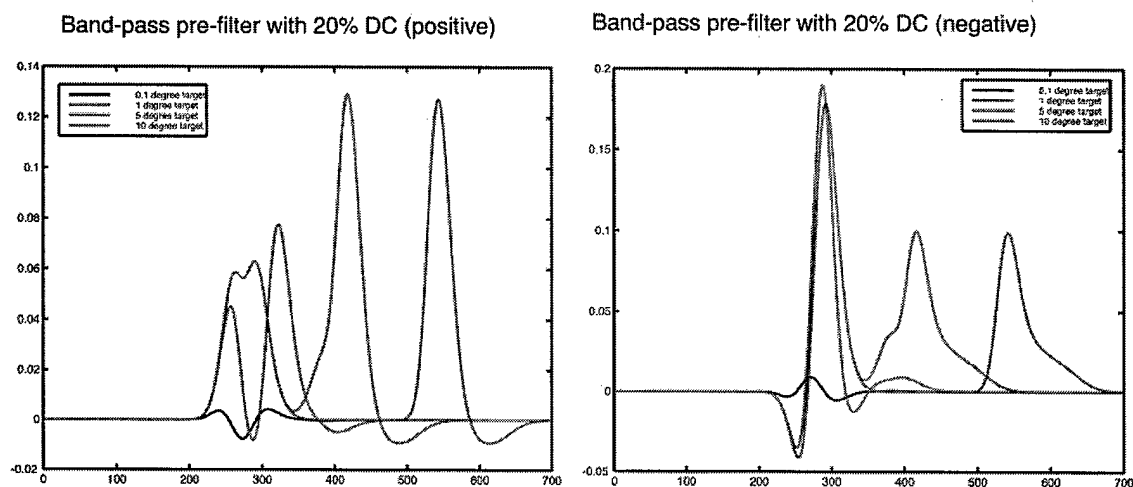 Band-pass pre-filter with 20% DC (positive)
0.14
0.12
0.1
0.08
0.06
0.04
0.02
0
-0.02
0.1 degree target
1 degree target
5 degree target
10 degree target
0 100 200 300 400 500 600 700
Band-pass pre-filter with 20% DC (negative)
0.2
0.15
0.1
0.05
0
-0.05
0.1 degree target
1 degree target
5 degree target
10 degree target
0 100 200 300 400 500 600 700